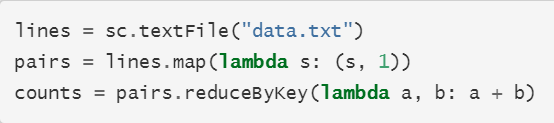 lines = sc.textFile("data.txt")
pairs = lines.map(lambda s: (s, 1))
counts = pairs.reduceByKey(lambda a, b: a + b)